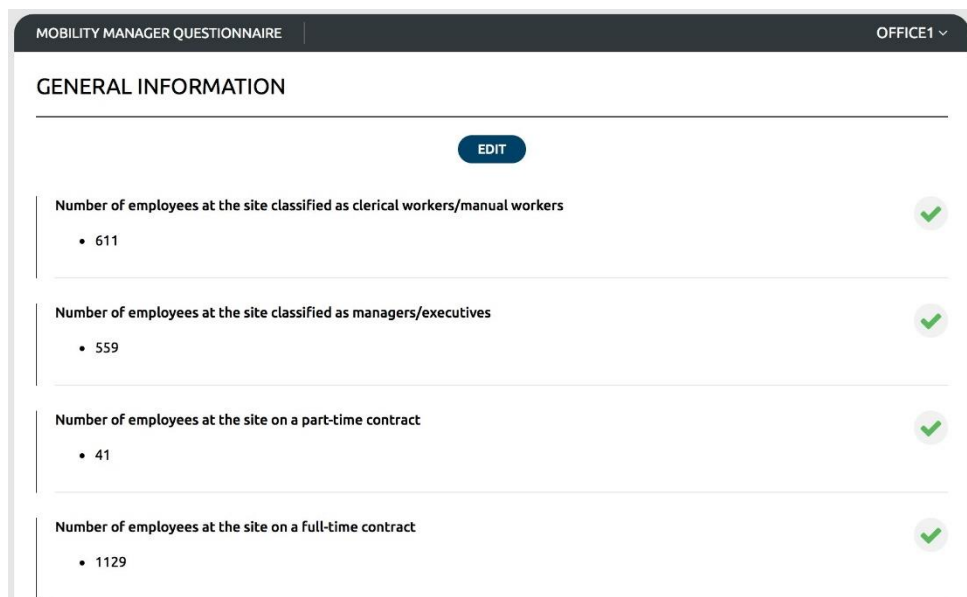 MOBILITY MANAGER QUESTIONNAIRE
OFFICE1
GENERAL INFORMATION
EDIT
Number of employees at the site classified as clerical workers/manual workers
• 611
Number of employees at the site classified as managers/executives
• 559
Number of employees at the site on a part-time contract
• 41
Number of employees at the site on a full-time contract
• 1129